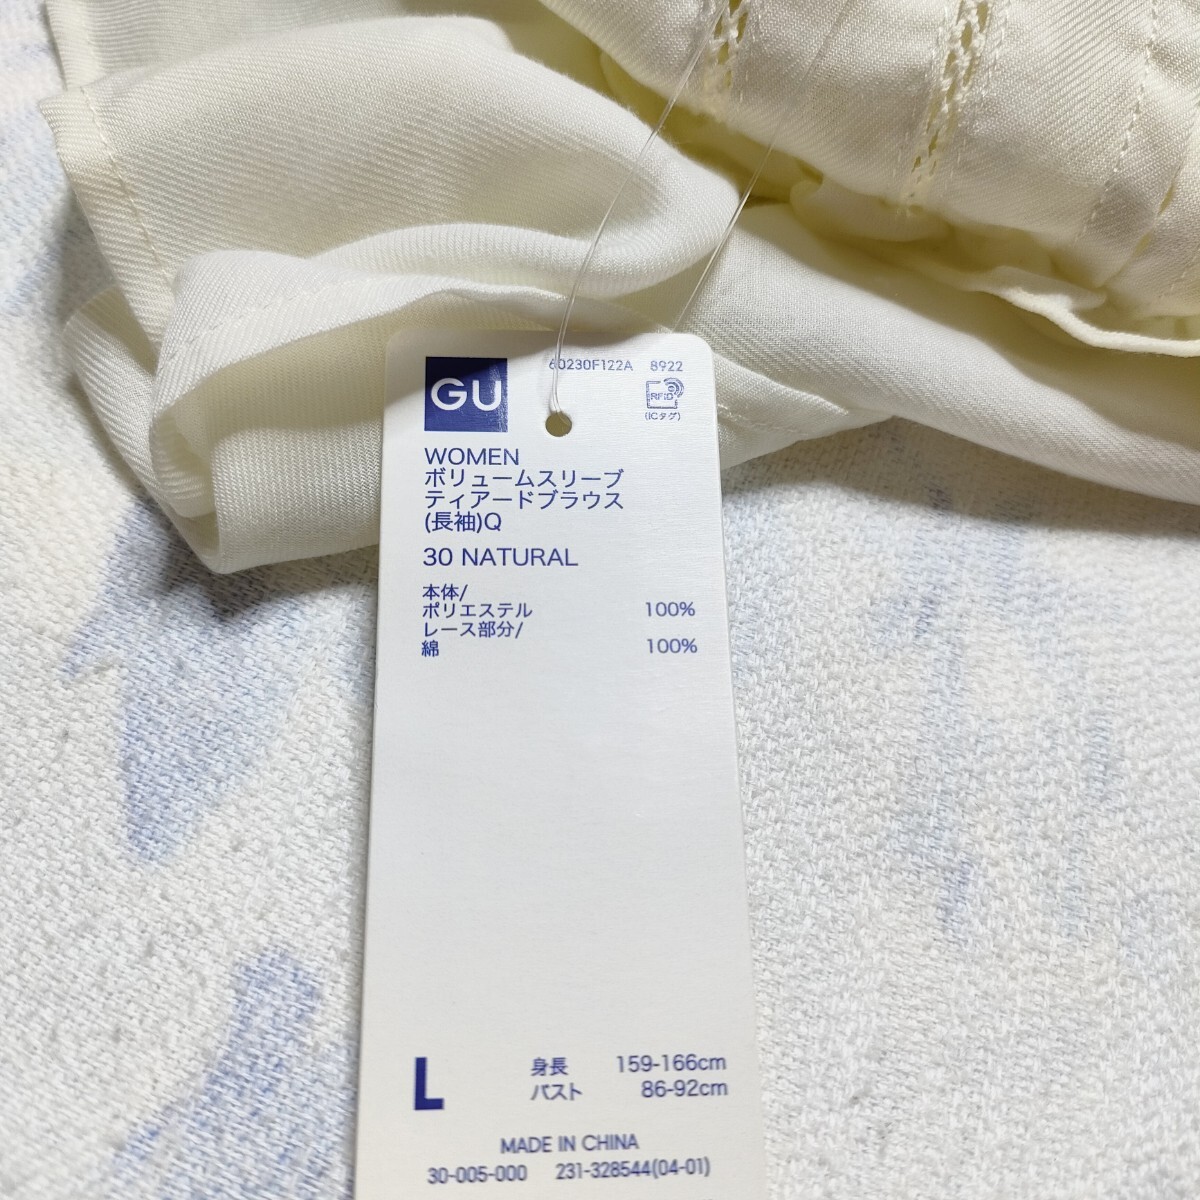 GU
60230F122A 8922
RFID
(ICタグ)
WOMEN
ボリュームスリーブ
ティアードブラウス
(長袖)Q
30 NATURAL
本体/
ポリエステル 100%
レース部分/
綿 100%
L
身長 159-166cm
バスト 86-92cm
MADE IN CHINA
30-005-000 231-328544(04-01)